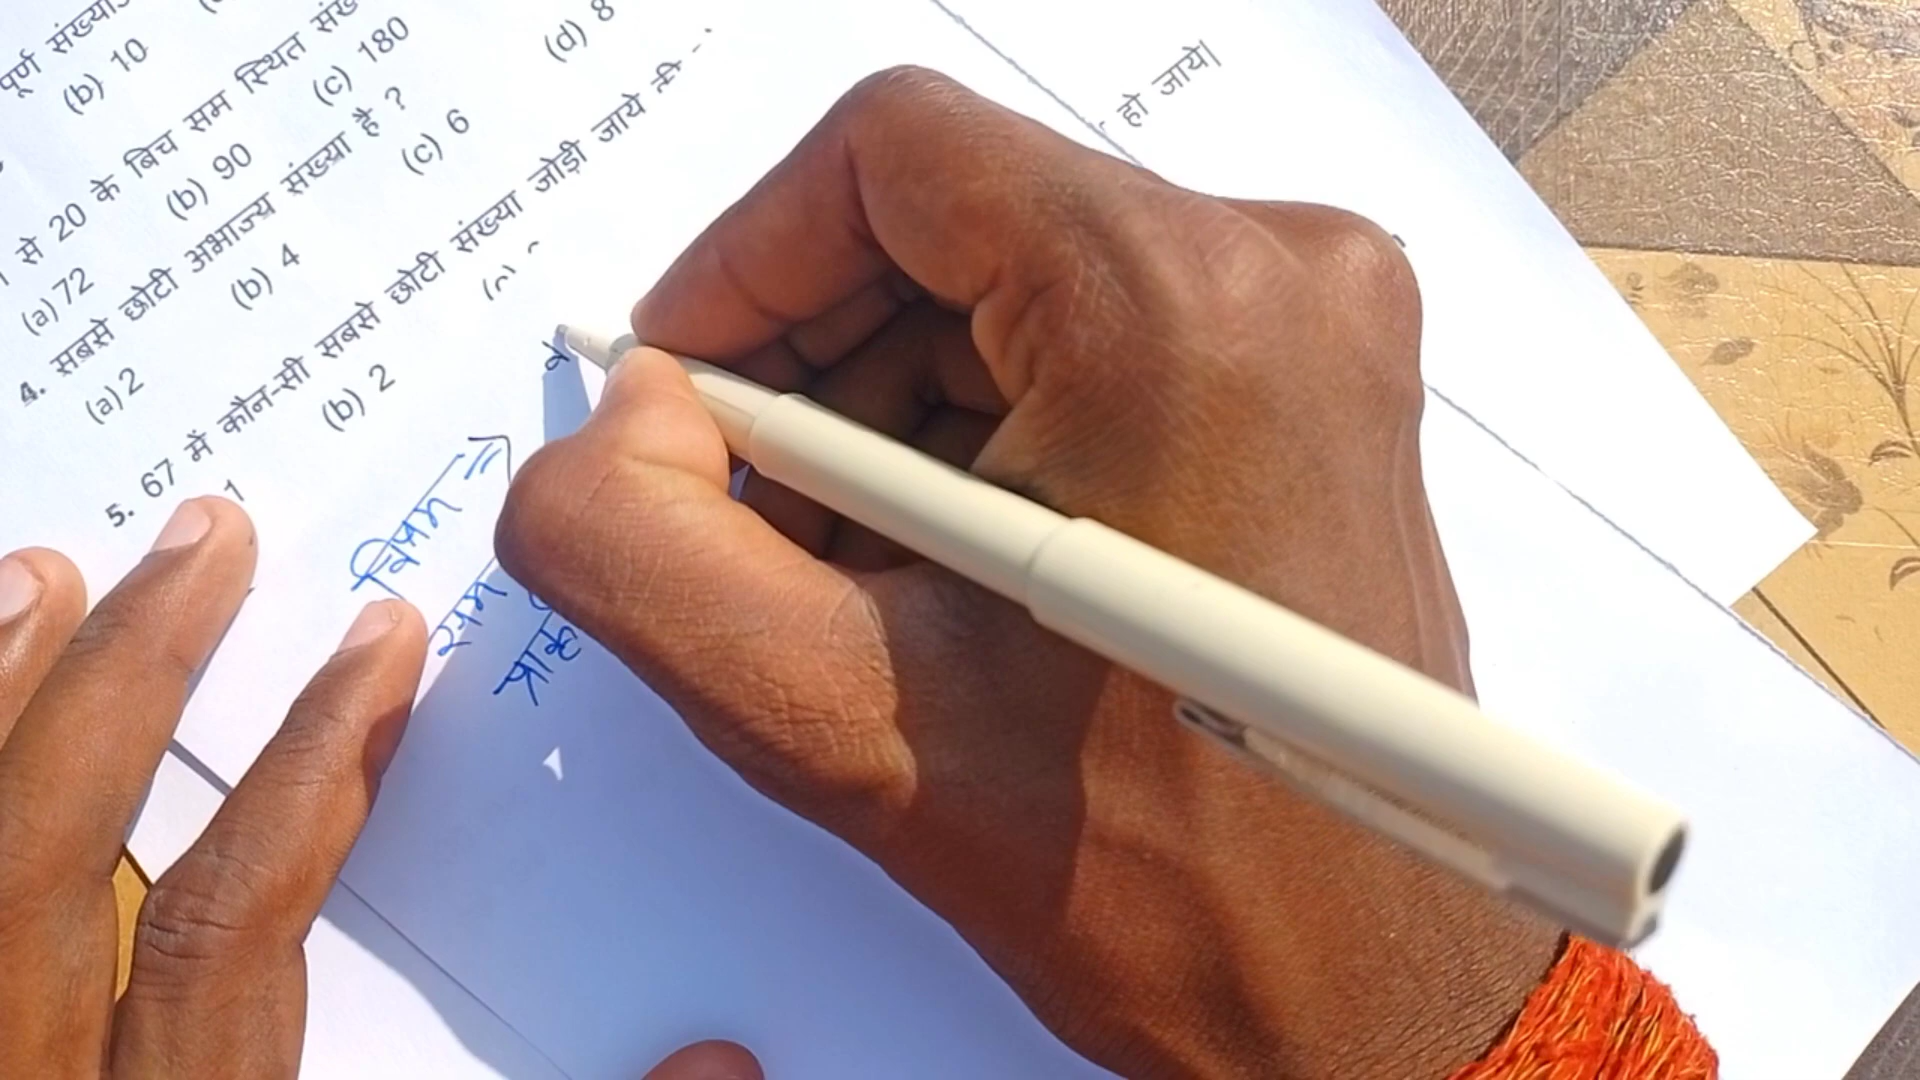 पूर्ण
(b) 10
से 20 के बिच सम स्थित
(a) 72 (b) 90 (c) 180
4. सबसे छोटी अभाज्य संख्या है ?
(a) 2 (b) 4 (c) 6 (d) 8
5. 67 में कौन-सी सबसे छोटी संख्या जोड़ी जाये
1 (b) 2
हो जाये।
विषम ⇒
सम